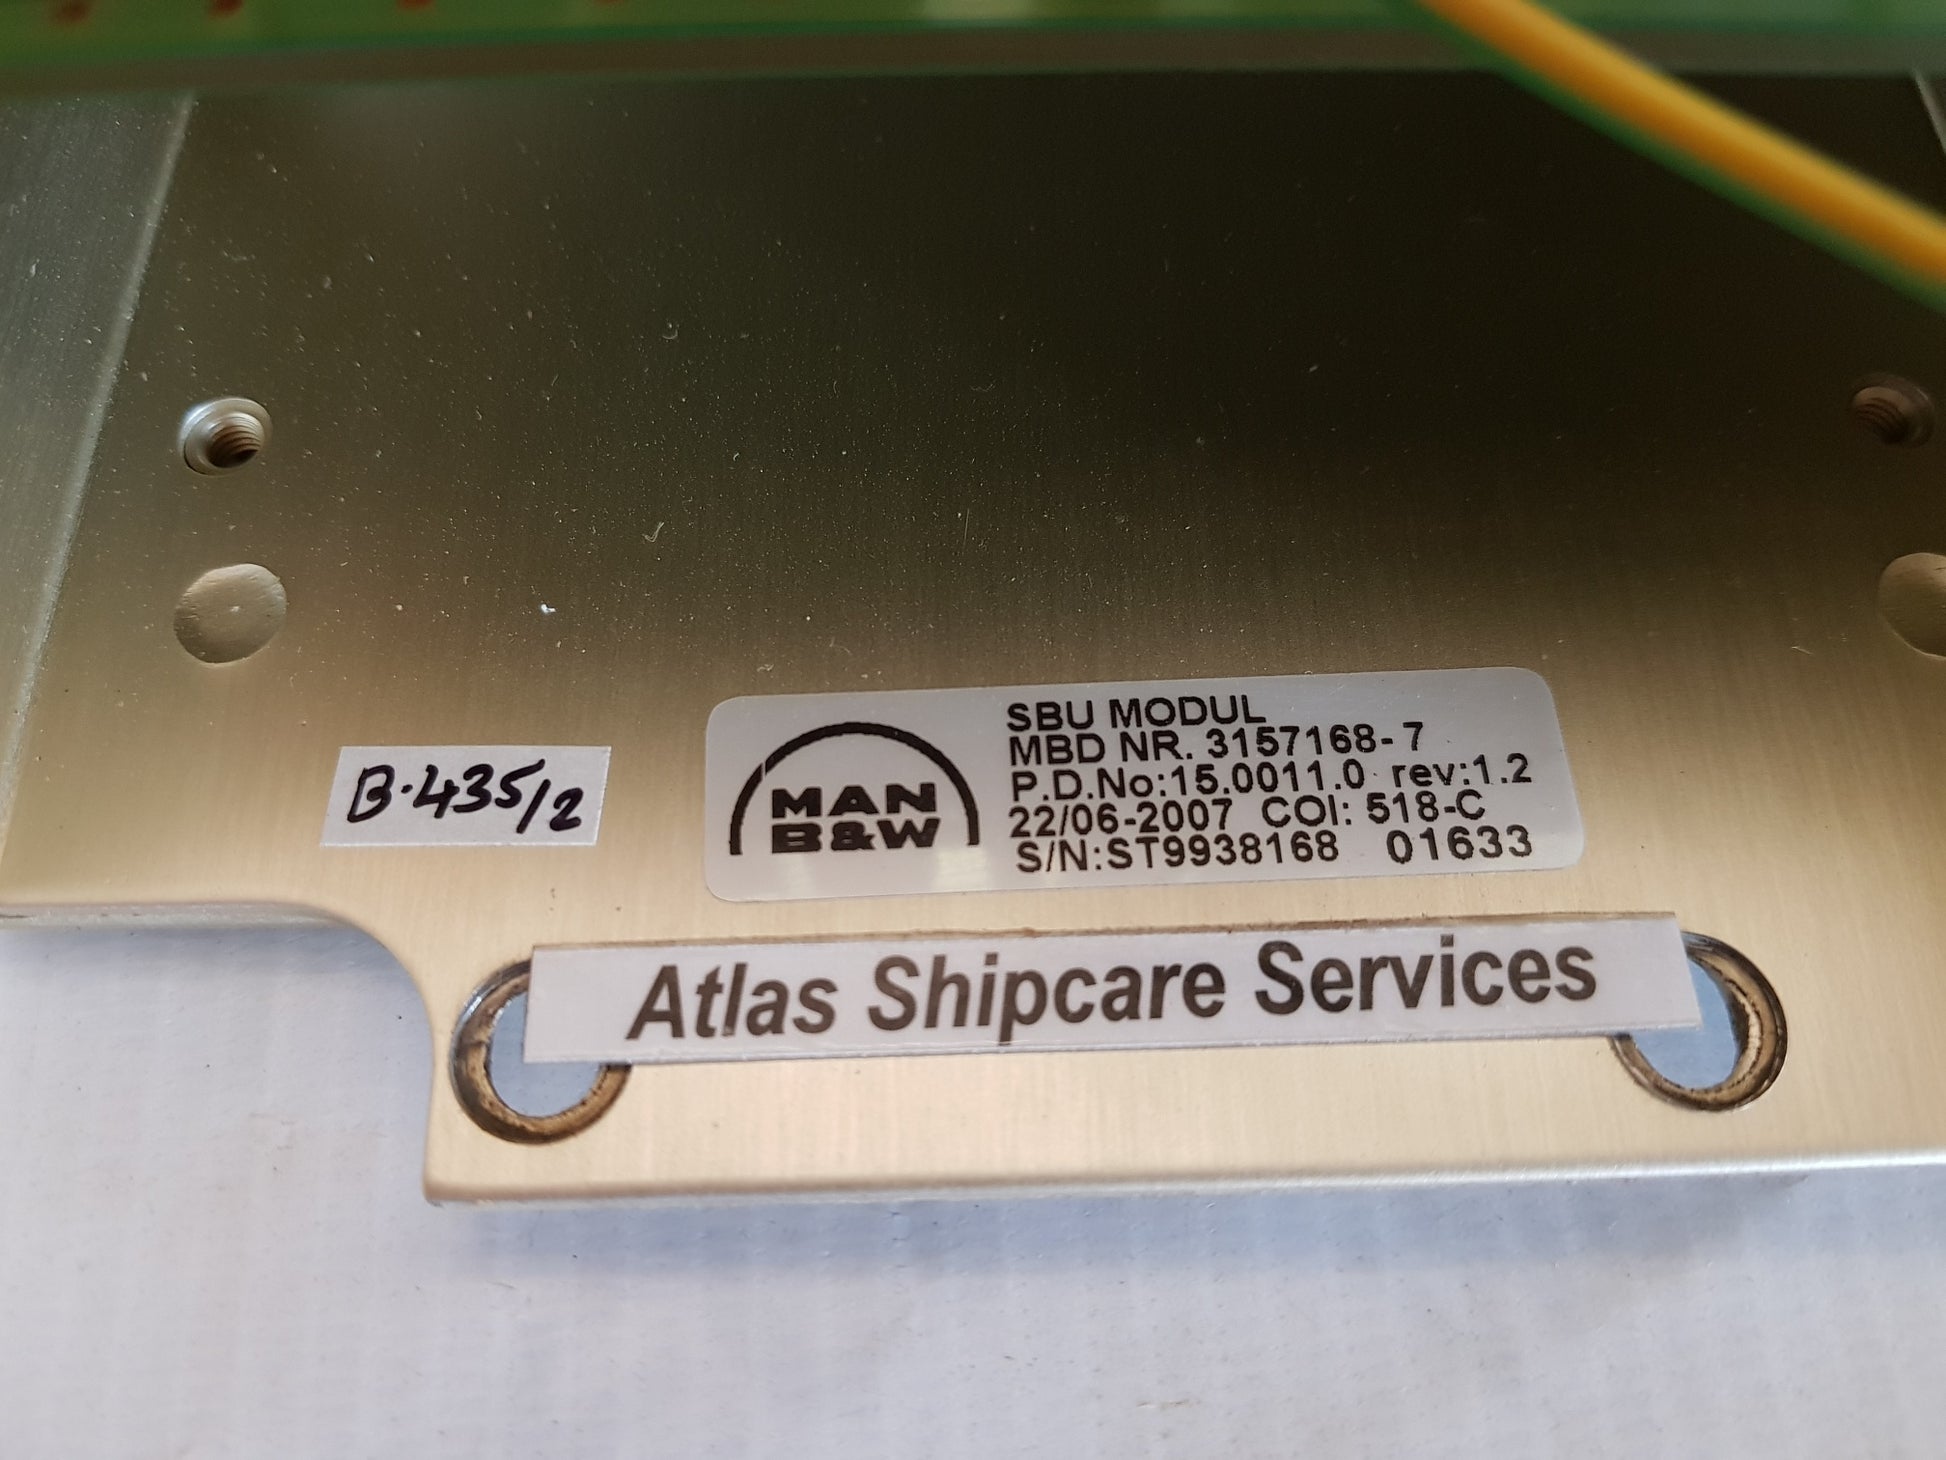 SBU MODUL
MBD NR. 3157168-7
P.D.No:15.0011.0 rev:1.2
22/06-2007 COI: 518-C
S/N:ST9938168 01633
MAN
B&W
B.435/2
Atlas Shipcare Services